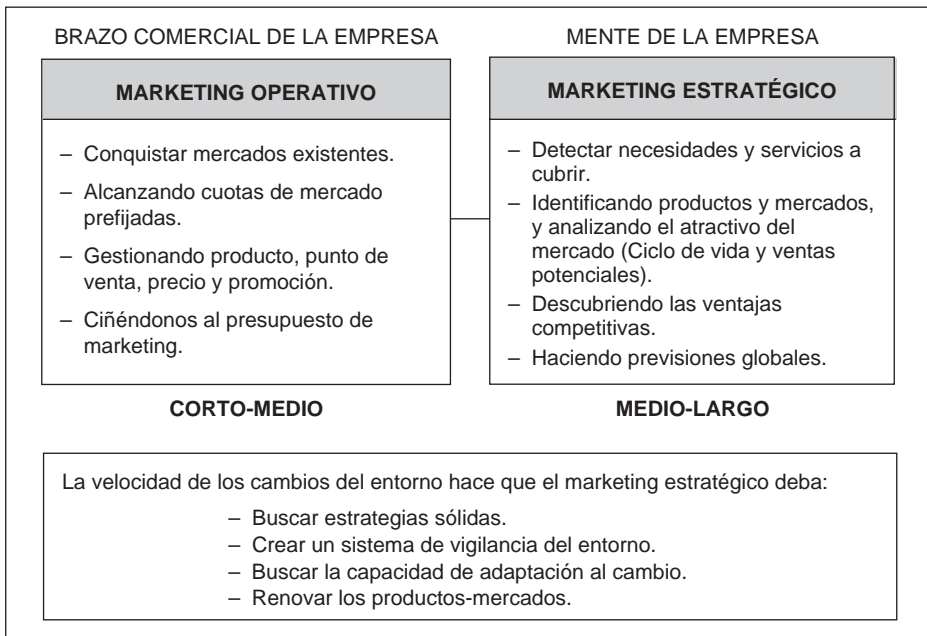 BRAZO COMERCIAL DE LA EMPRESA
MARKETING OPERATIVO
– Conquistar mercados existentes.
– Alcanzando cuotas de mercado
prefijadas.
– Gestionando producto, punto de
venta, precio y promoción.
– Ciñéndonos al presupuesto de
marketing.
CORTO-MEDIO
MENTE DE LA EMPRESA
MARKETING ESTRATÉGICO
– Detectar necesidades y servicios a
cubrir.
– Identificando productos y mercados,
y analizando el atractivo del
mercado (Ciclo de vida y ventas
potenciales).
– Descubriendo las ventajas
competitivas.
– Haciendo previsiones globales.
MEDIO-LARGO
La velocidad de los cambios del entorno hace que el marketing estratégico deba:
– Buscar estrategias sólidas.
– Crear un sistema de vigilancia del entorno.
– Buscar la capacidad de adaptación al cambio.
– Renovar los productos-mercados.